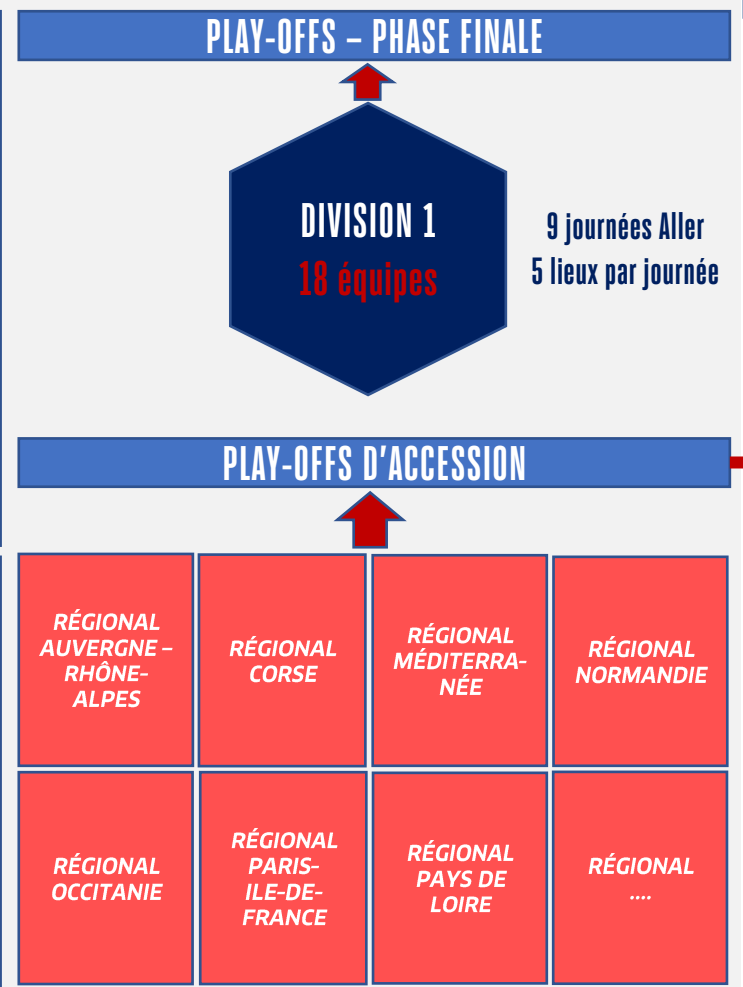 PLAY-OFFS – PHASE FINALE
DIVISION 1
18 équipes
9 journées Aller
5 lieux par journée
PLAY-OFFS D'ACCESSION
RÉGIONAL
AUVERGNE –
RHÔNE-
ALPES
RÉGIONAL
CORSE
RÉGIONAL
MÉDITERRA-
NÉE
RÉGIONAL
NORMANDIE
RÉGIONAL
OCCITANIE
RÉGIONAL
PARIS-
ILE-DE-
FRANCE
RÉGIONAL
PAYS DE
LOIRE
RÉGIONAL
....